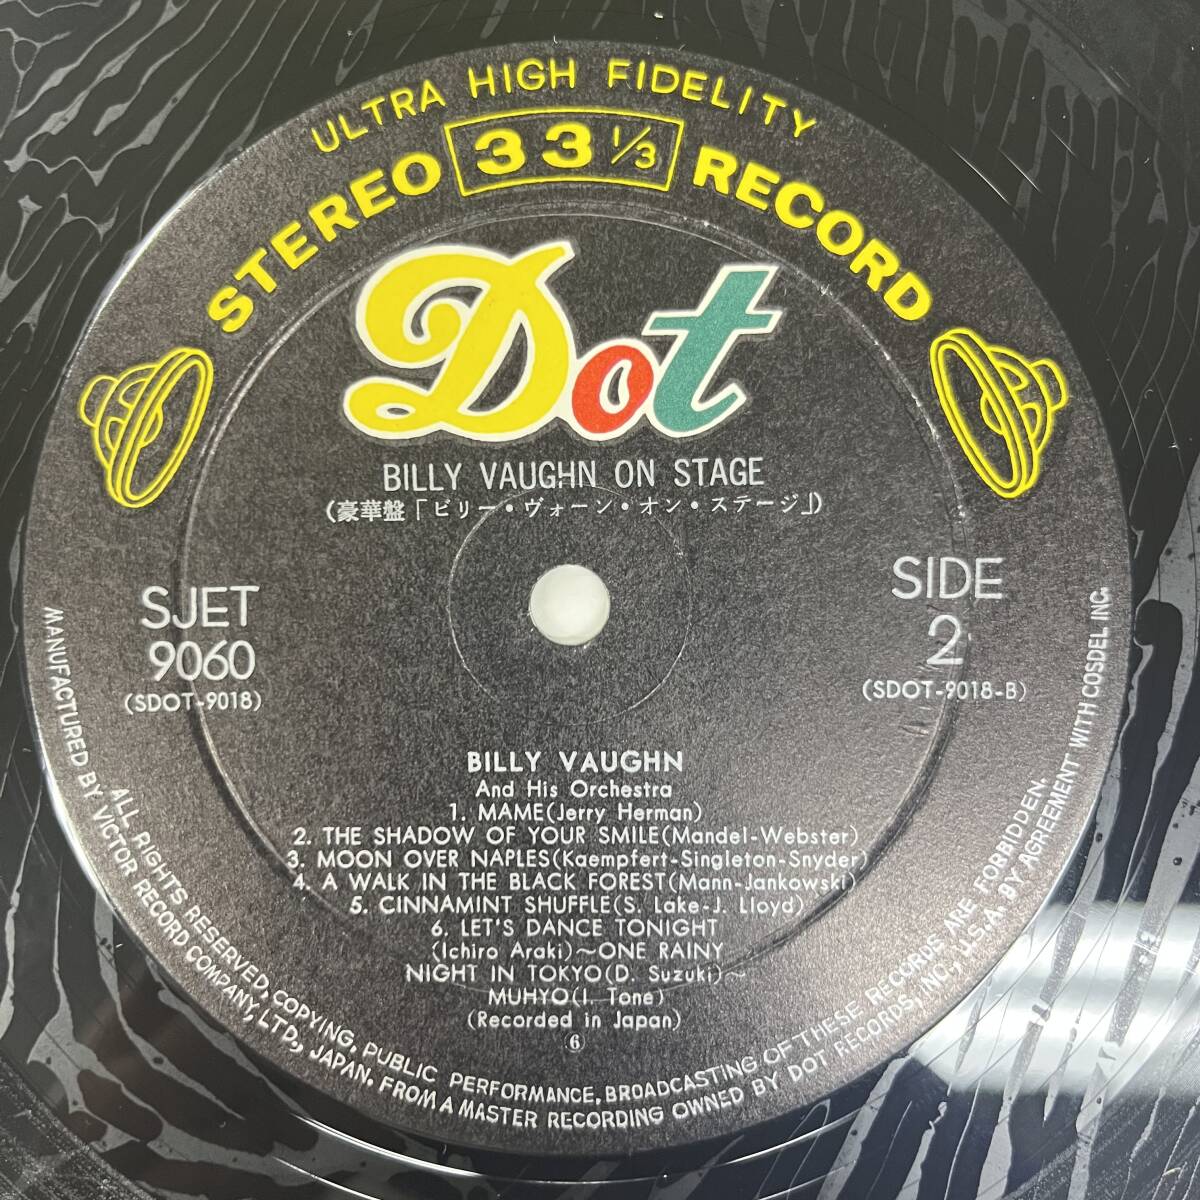 ULTRA HIGH FIDELITY
STEREO 33 1/3 RECORD
Dot
BILLY VAUGHN ON STAGE
(豪華盤「ビリー・ヴォーン・オン・ステージ」)
SJET
9060
(SDOT-9018)
SIDE
2
(SDOT-9018-B)
BILLY VAUGHN
And His Orchestra
1. MAME(Jerry Herman)
2. THE SHADOW OF YOUR SMILE(Mandel-Webster)
3. MOON OVER NAPLES(Kaempfert-Singleton-Snyder)
4. A WALK IN THE BLACK FOREST(Mann-Jankowski)
5. CINNAMINT SHUFFLE(S. Lake-J. Lloyd)
6. LET'S DANCE TONIGHT
(Ichiro Araki)~ONE RAINY
NIGHT IN TOKYO(D. Suzuki)~
MUHYO(I. Tone)
(Recorded in Japan)
⑥
ALL RIGHTS RESERVED, COPYING, PUBLIC PERFORMANCE, BROADCASTING OF THESE RECORDS ARE FORBIDDEN.
MANUFACTURED BY VICTOR RECORD COMPANY, LTD., JAPAN. FROM A MASTER RECORDING OWNED BY DOT RECORDS, INC., U.S.A. BY AGREEMENT WITH COSDEL INC.